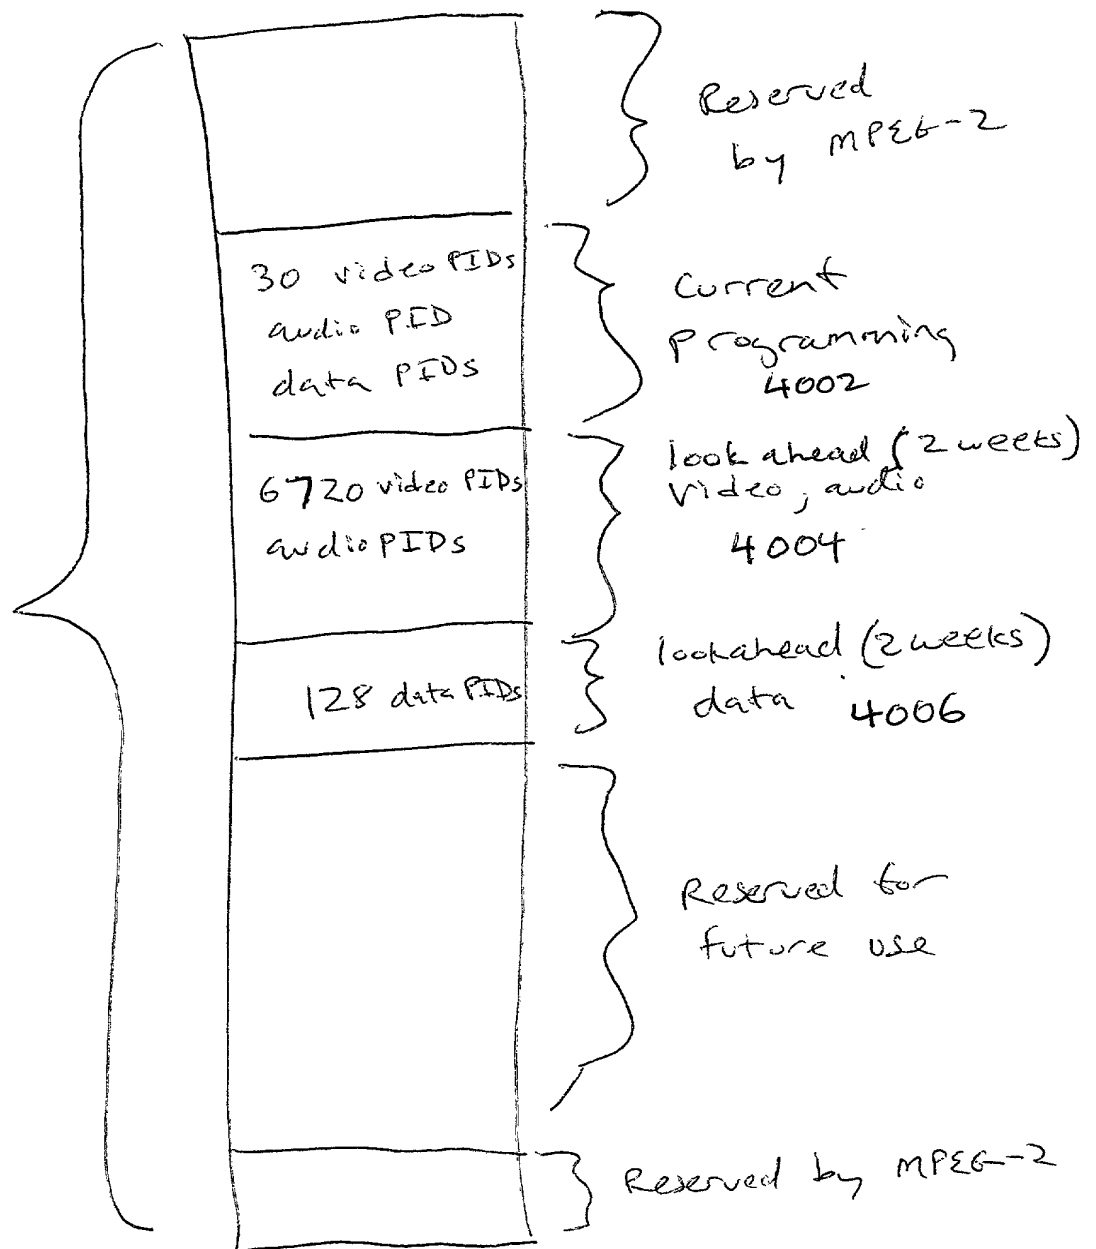 Reserved
by MPEG-2
30 video PIDs
audio PID
data PIDs
Current
programming
4002
6720 video PIDs
audio PIDs
look ahead (2 weeks)
video, audio
4004
128 data PIDs
lookahead (2 weeks)
data 4006
Reserved for
future use
Reserved by MPEG-2